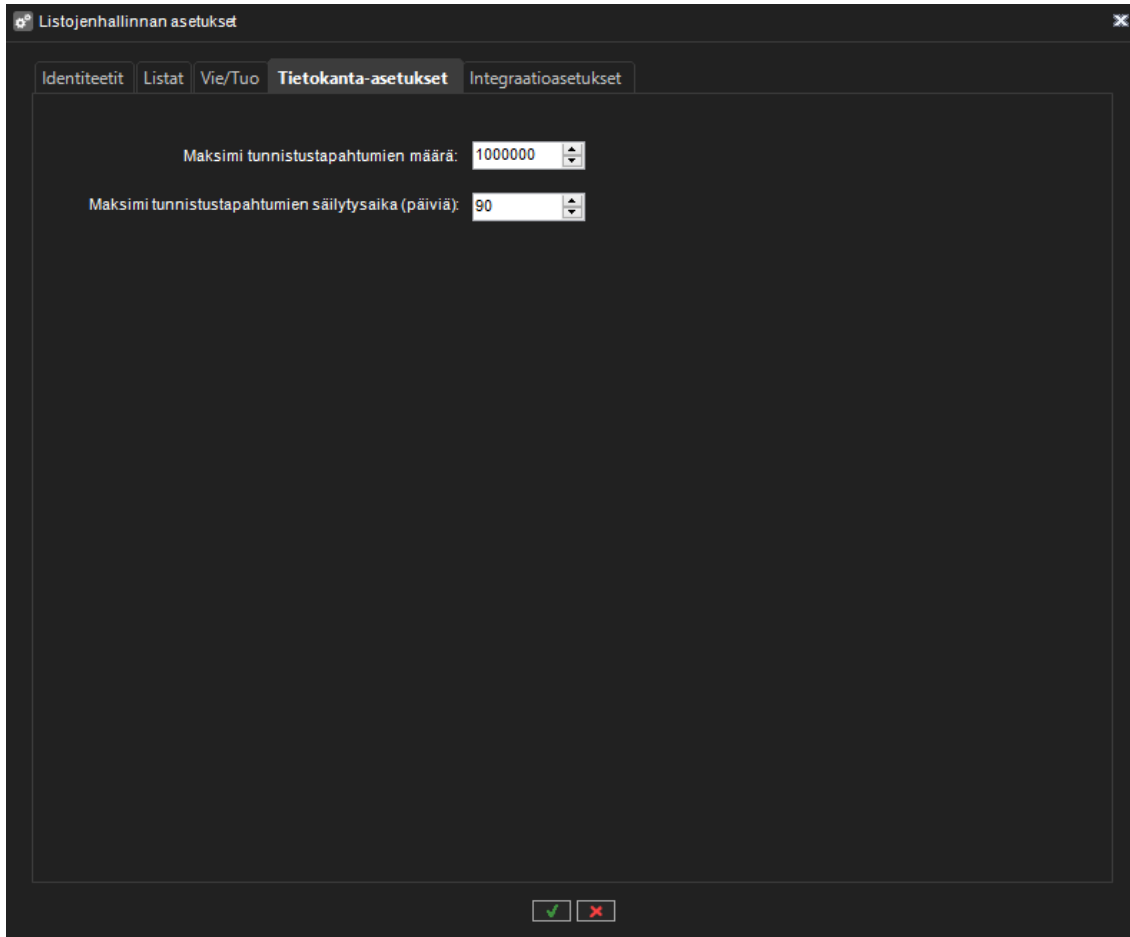 Listojenhallinnan asetukset
Identiteetit Listat Vie/Tuo Tietokanta-asetukset Integraatioasetukset
Maksimi tunnistustapahtumien määrä: 1000000
Maksimi tunnistustapahtumien säilytysaika (päiviä): 90